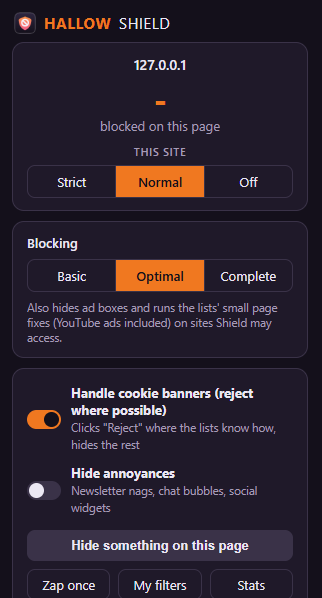 HALLOW SHIELD
127.0.0.1
-
blocked on this page
THIS SITE
Strict Normal Off
Blocking
Basic Optimal Complete
Also hides ad boxes and runs the lists' small page
fixes (YouTube ads included) on sites Shield may
access.
Handle cookie banners (reject
where possible)
Clicks "Reject" where the lists know how,
hides the rest
Hide annoyances
Newsletter nags, chat bubbles, social
widgets
Hide something on this page
Zap once My filters Stats